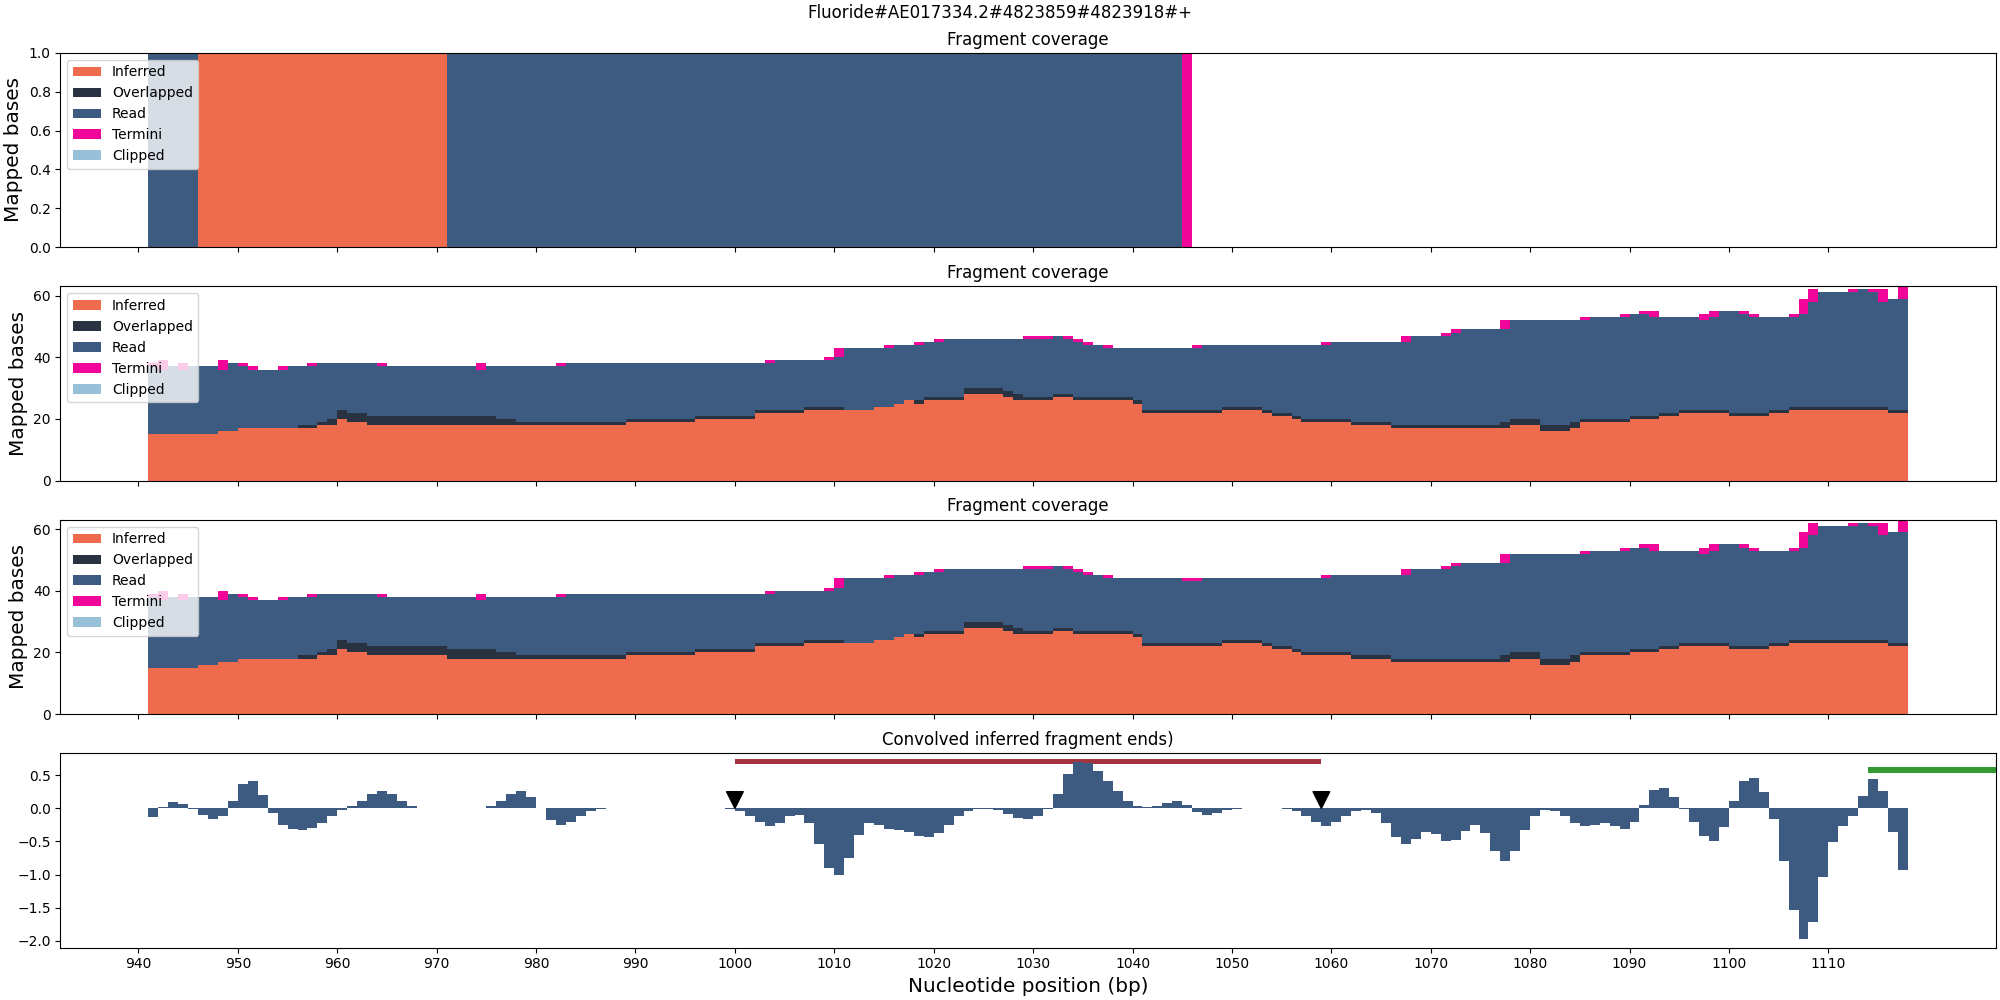 Fluoride#AE017334.2#4823859#4823918#+
Fragment coverage
Mapped bases
1.0
0.8
0.6
0.4
0.2
0.0
Inferred
Overlapped
Read
Termini
Clipped
Fragment coverage
Mapped bases
60
40
20
0
Inferred
Overlapped
Read
Termini
Clipped
Fragment coverage
Mapped bases
60
40
20
0
Inferred
Overlapped
Read
Termini
Clipped
Convolved inferred fragment ends)
0.5
0.0
−0.5
−1.0
−1.5
−2.0
940 950 960 970 980 990 1000 1010 1020 1030 1040 1050 1060 1070 1080 1090 1100 1110
Nucleotide position (bp)